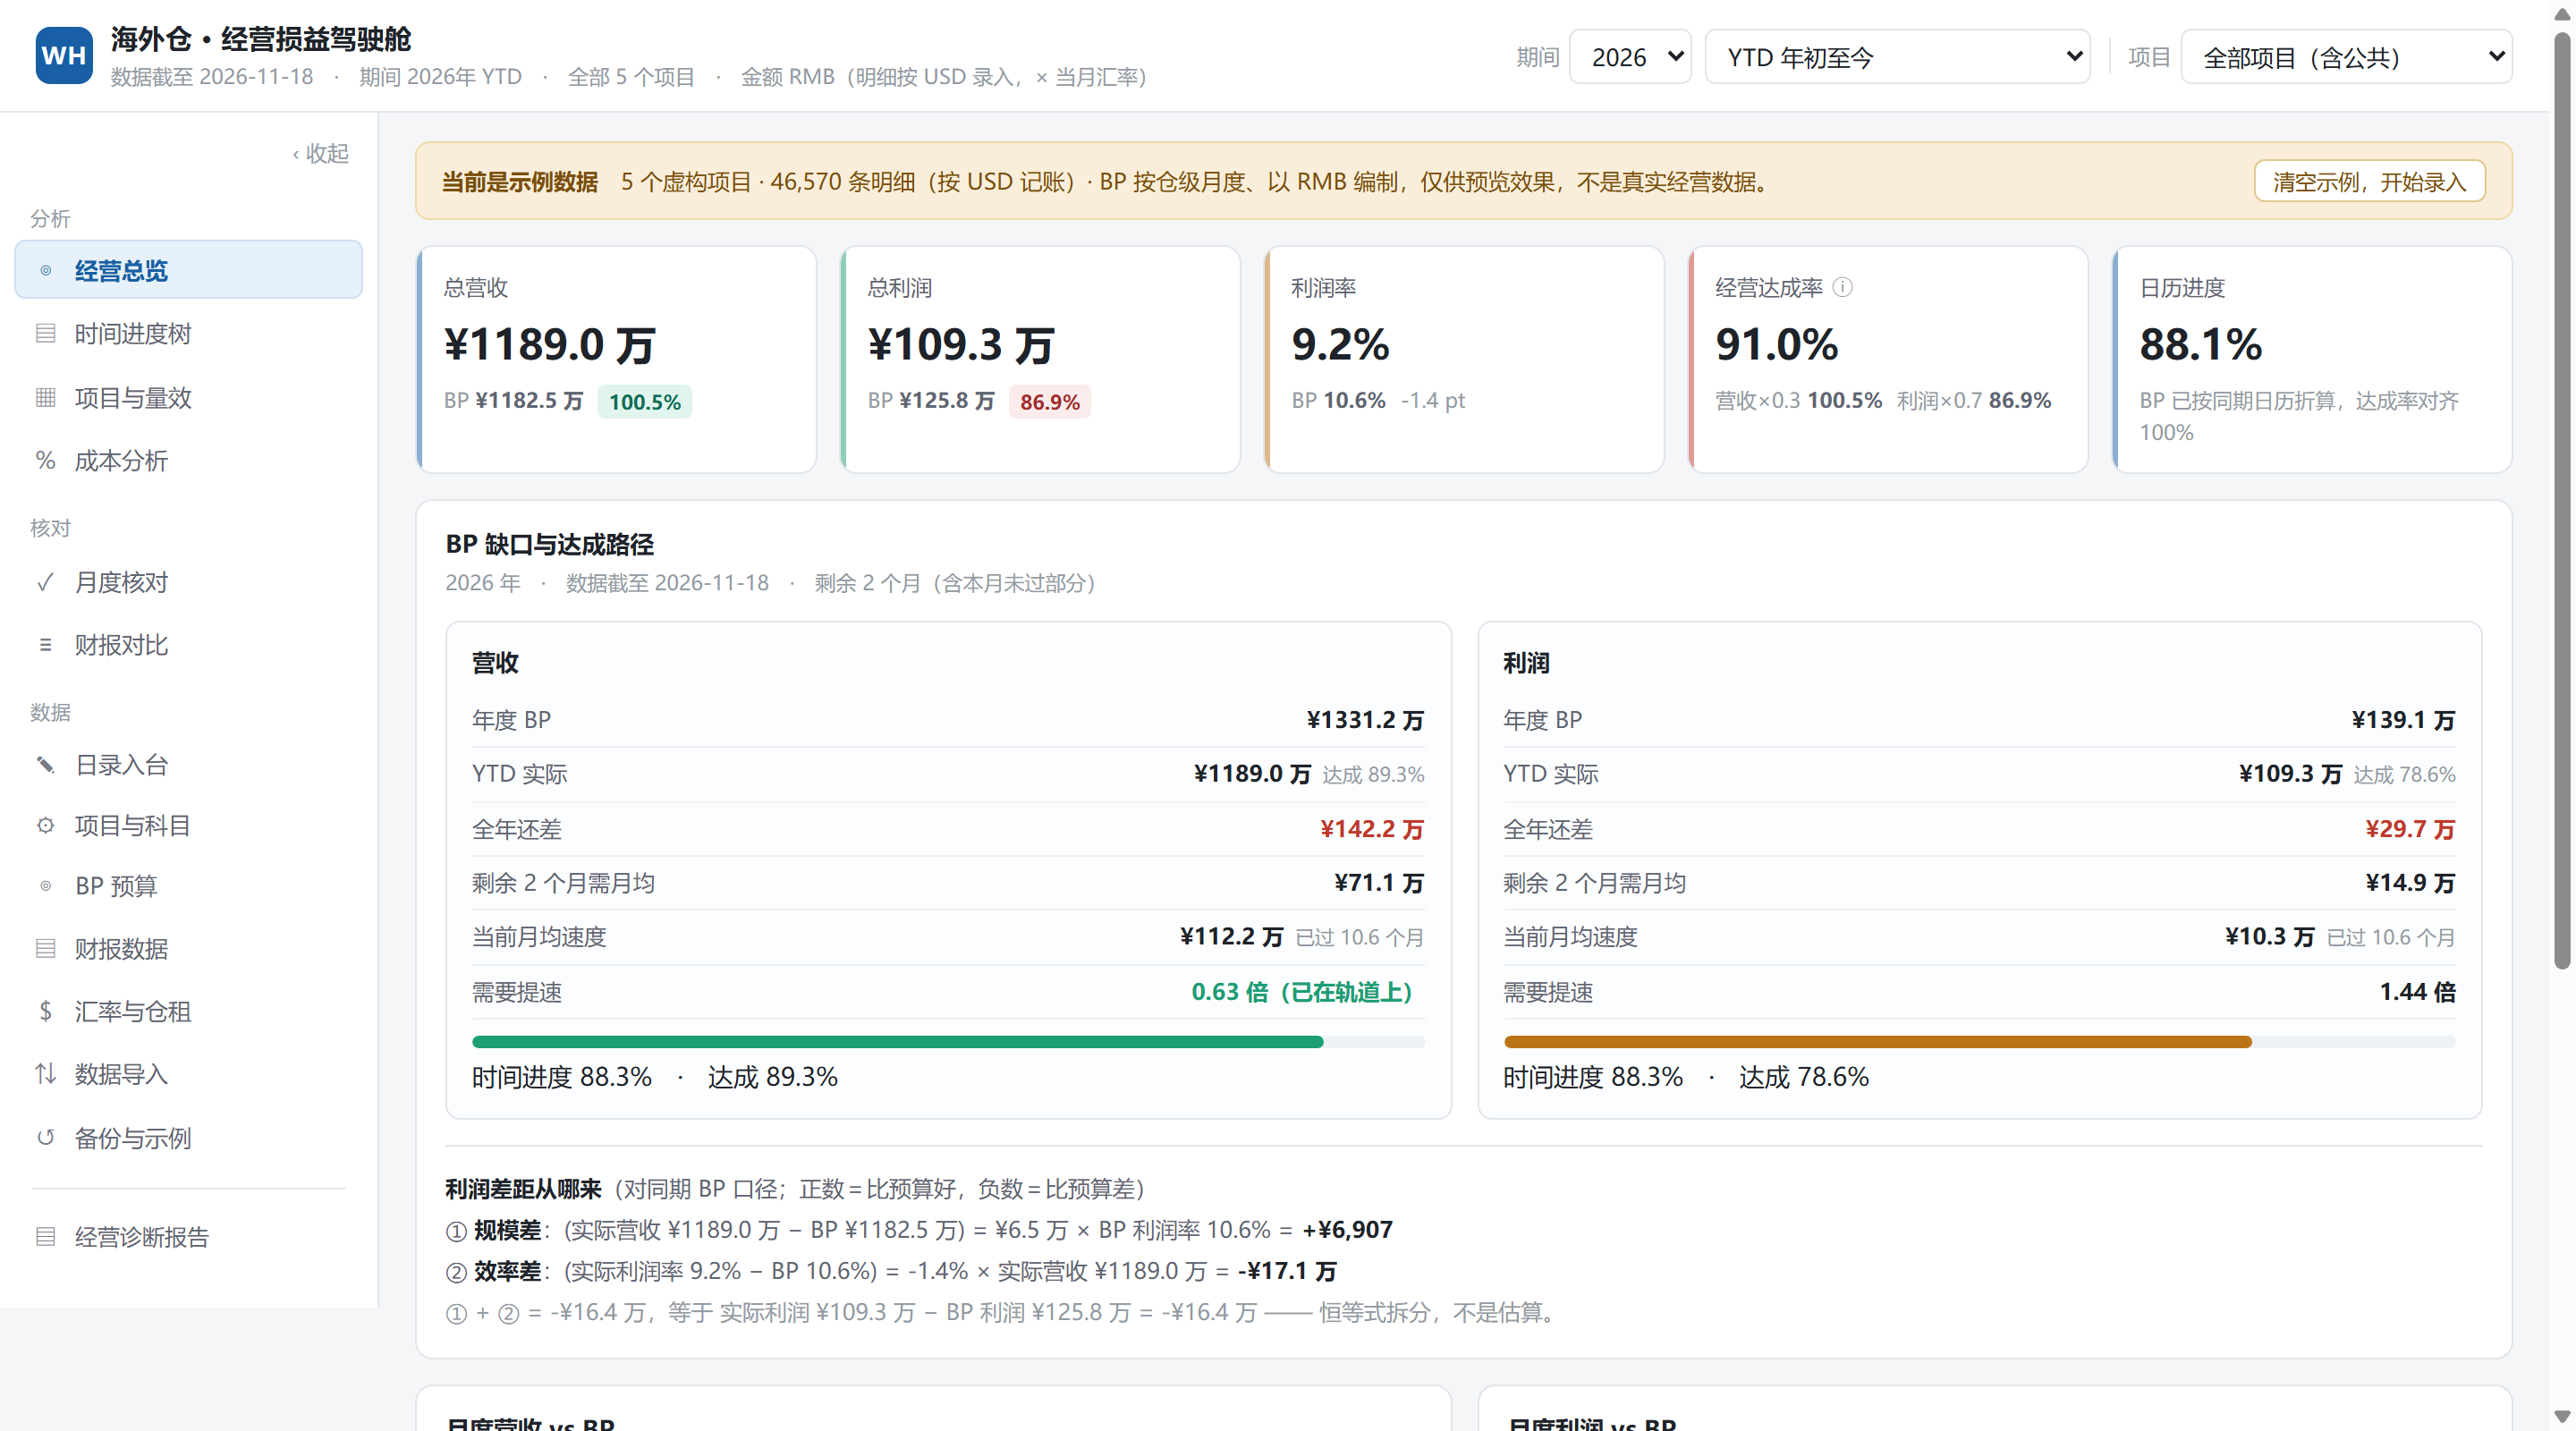 WH
海外仓 · 经营损益驾驶舱
数据截至 2026-11-18 · 期间 2026年 YTD · 全部 5 个项目 · 金额 RMB（明细按 USD 录入，× 当月汇率）
期间 2026 YTD 年初至今 项目 全部项目（含公共）
‹ 收起
分析
经营总览
时间进度树
项目与量效
% 成本分析
核对
✓ 月度核对
≡ 财报对比
数据
日录入台
项目与科目
BP 预算
财报数据
$ 汇率与仓租
数据导入
备份与示例
经营诊断报告
当前是示例数据 5 个虚构项目 · 46,570 条明细（按 USD 记账）· BP 按仓级月度、以 RMB 编制，仅供预览效果，不是真实经营数据。
清空示例，开始录入
总营收
¥1189.0 万
BP ¥1182.5 万 100.5%
总利润
¥109.3 万
BP ¥125.8 万 86.9%
利润率
9.2%
BP 10.6% -1.4 pt
经营达成率 ⓘ
91.0%
营收×0.3 100.5% 利润×0.7 86.9%
日历进度
88.1%
BP 已按同期日历折算，达成率对齐
100%
BP 缺口与达成路径
2026 年 · 数据截至 2026-11-18 · 剩余 2 个月（含本月未过部分）
营收
年度 BP ¥1331.2 万
YTD 实际 ¥1189.0 万 达成 89.3%
全年还差 ¥142.2 万
剩余 2 个月需月均 ¥71.1 万
当前月均速度 ¥112.2 万 已过 10.6 个月
需要提速 0.63 倍（已在轨道上）
时间进度 88.3% · 达成 89.3%
利润
年度 BP ¥139.1 万
YTD 实际 ¥109.3 万 达成 78.6%
全年还差 ¥29.7 万
剩余 2 个月需月均 ¥14.9 万
当前月均速度 ¥10.3 万 已过 10.6 个月
需要提速 1.44 倍
时间进度 88.3% · 达成 78.6%
利润差距从哪来（对同期 BP 口径；正数＝比预算好，负数＝比预算差）
① 规模差：(实际营收 ¥1189.0 万 − BP ¥1182.5 万) = ¥6.5 万 × BP 利润率 10.6% = +¥6,907
② 效率差：(实际利润率 9.2% − BP 10.6%) = -1.4% × 实际营收 ¥1189.0 万 = -¥17.1 万
① + ② = -¥16.4 万，等于 实际利润 ¥109.3 万 − BP 利润 ¥125.8 万 = -¥16.4 万 —— 恒等式拆分，不是估算。
月度营收 vs BP
月度利润 vs BP